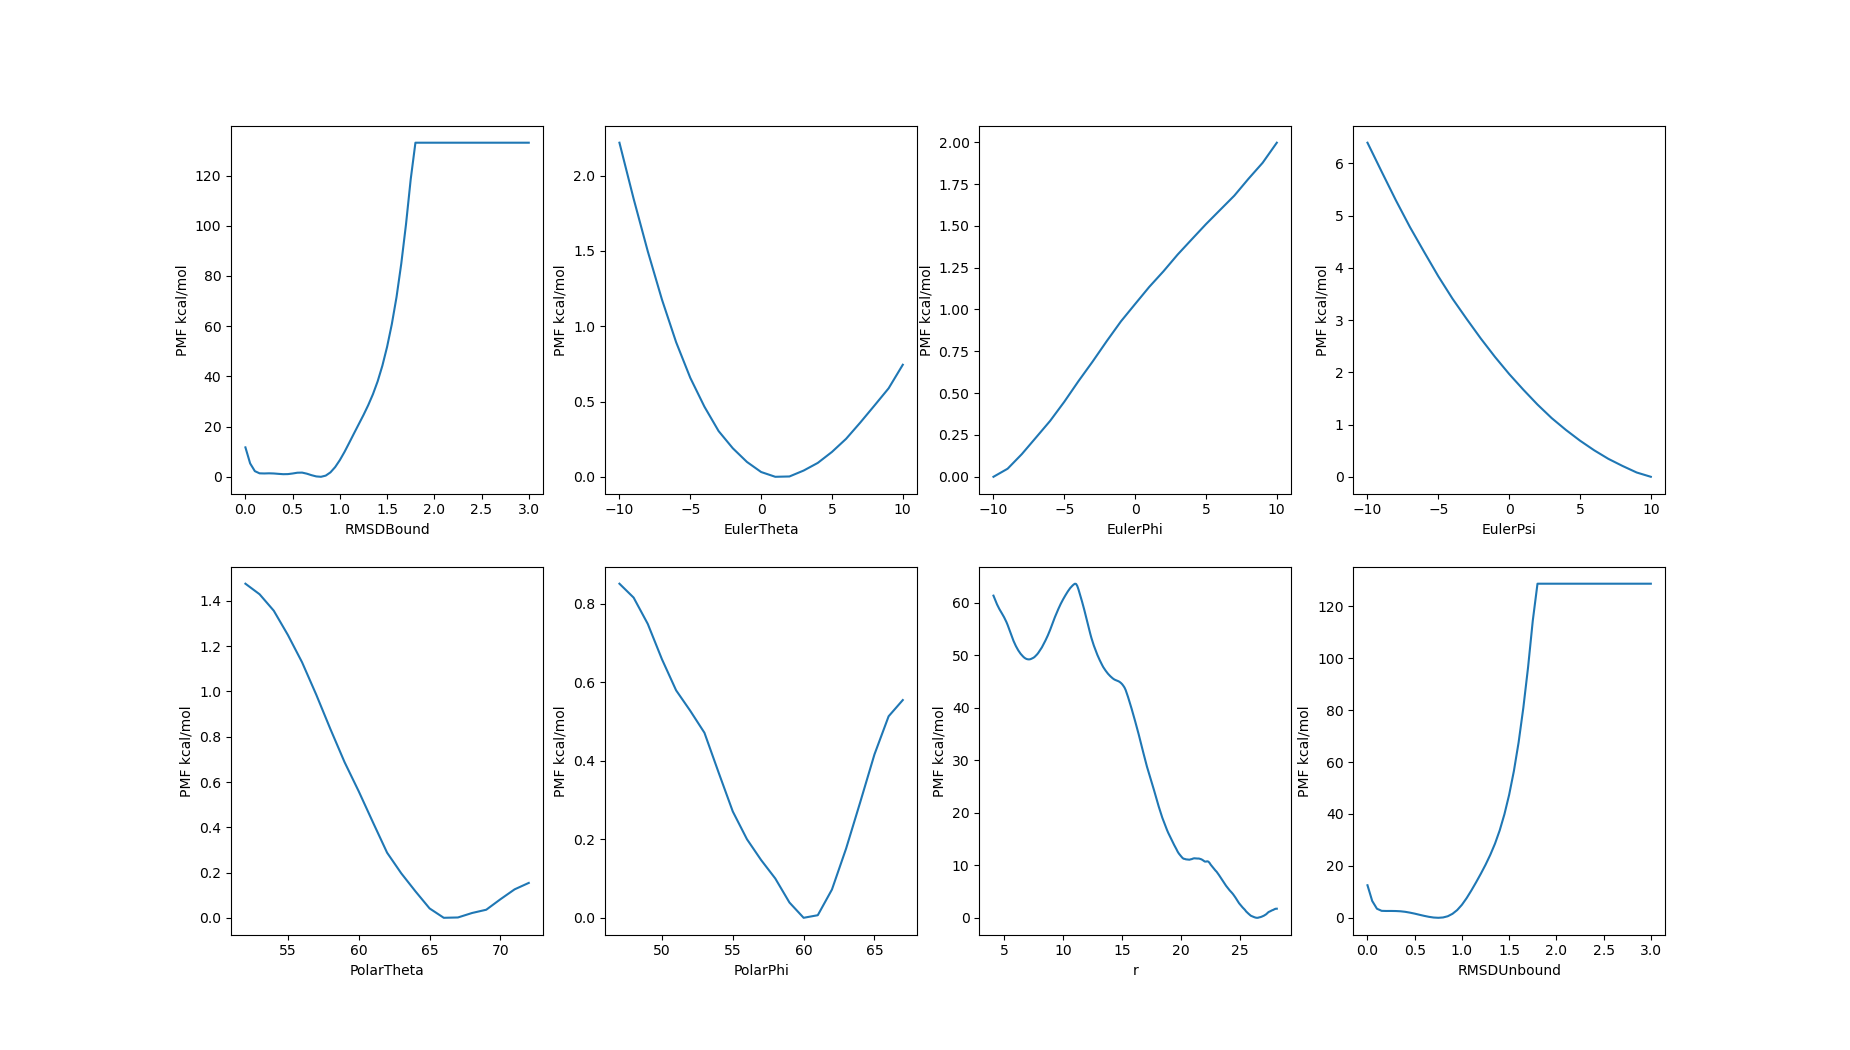 120
100
80
60
40
20
0
PMF kcal/mol
0.0 0.5 1.0 1.5 2.0 2.5 3.0
RMSDBound
2.0
1.5
1.0
0.5
0.0
PMF kcal/mol
−10 −5 0 5 10
EulerTheta
2.00
1.75
1.50
1.25
1.00
0.75
0.50
0.25
0.00
PMF kcal/mol
−10 −5 0 5 10
EulerPhi
6
5
4
3
2
1
0
PMF kcal/mol
−10 −5 0 5 10
EulerPsi
1.4
1.2
1.0
0.8
0.6
0.4
0.2
0.0
PMF kcal/mol
55 60 65 70
PolarTheta
0.8
0.6
0.4
0.2
0.0
PMF kcal/mol
50 55 60 65
PolarPhi
60
50
40
30
20
10
0
PMF kcal/mol
5 10 15 20 25
r
120
100
80
60
40
20
0
PMF kcal/mol
0.0 0.5 1.0 1.5 2.0 2.5 3.0
RMSDUnbound